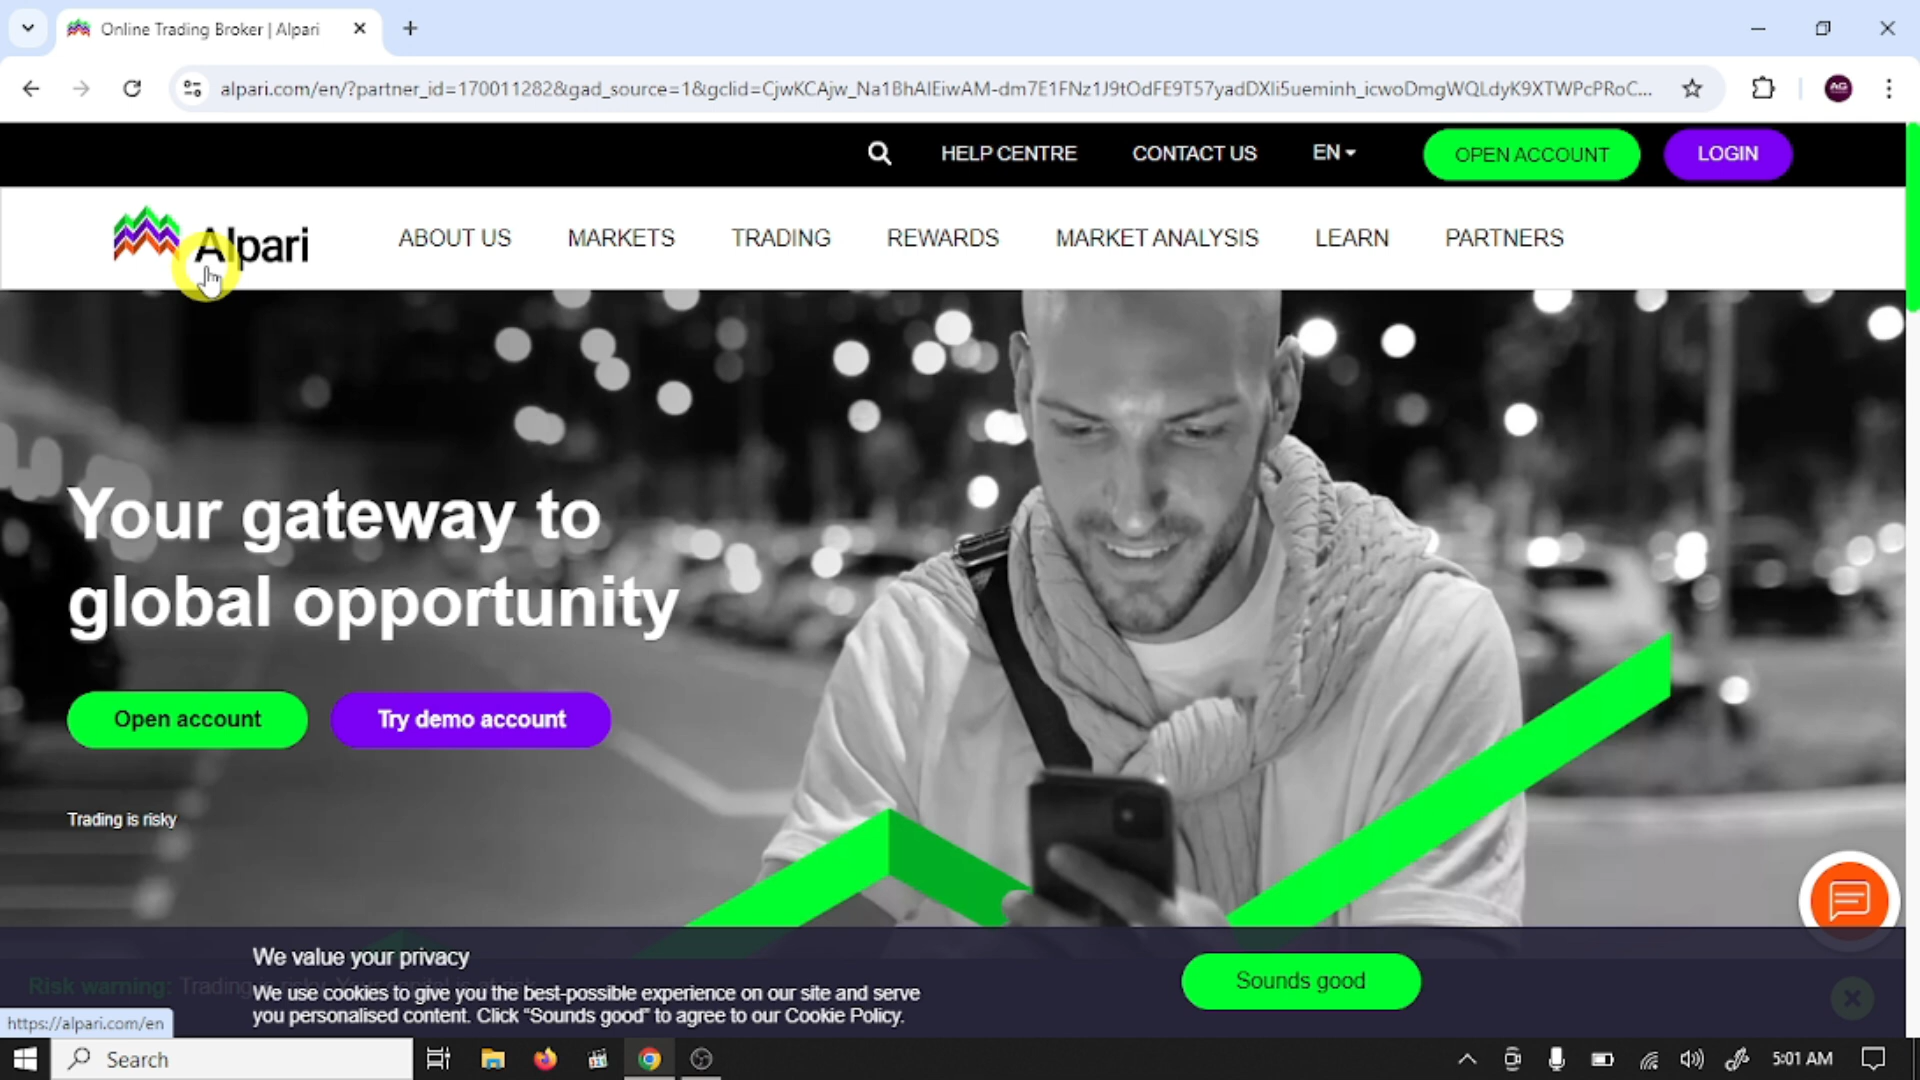 Online Trading Broker | Alpari
alpari.com/en/?partner_id=170011282&gad_source=1&gclid=CjwKCAjw_Na1BhAlEiwAM-dm7E1FNz1J9tOdFE9T57yadDXIi5ueminh_icwoDmgWQLdyK9XTWPcPRoC...
AG
HELP CENTRE CONTACT US EN OPEN ACCOUNT LOGIN
Alpari ABOUT US MARKETS TRADING REWARDS MARKET ANALYSIS LEARN PARTNERS
Your gateway to
global opportunity
Open account Try demo account
Trading is risky
We value your privacy
Risk warning: Trading
We use cookies to give you the best-possible experience on our site and serve
you personalised content. Click "Sounds good" to agree to our Cookie Policy.
Sounds good
https://alpari.com/en
Search
5:01 AM